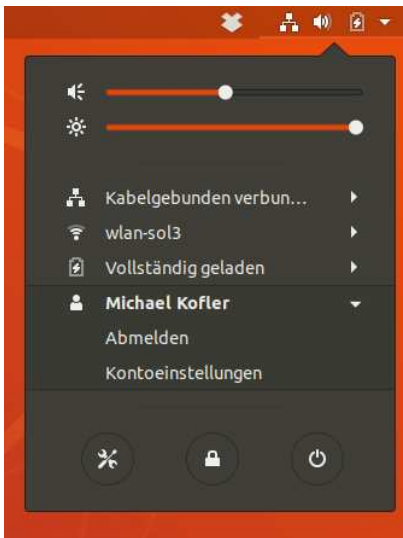 Kabelgebunden verbun...
wlan-sol3
Vollständig geladen
Michael Kofler
Abmelden
Kontoeinstellungen